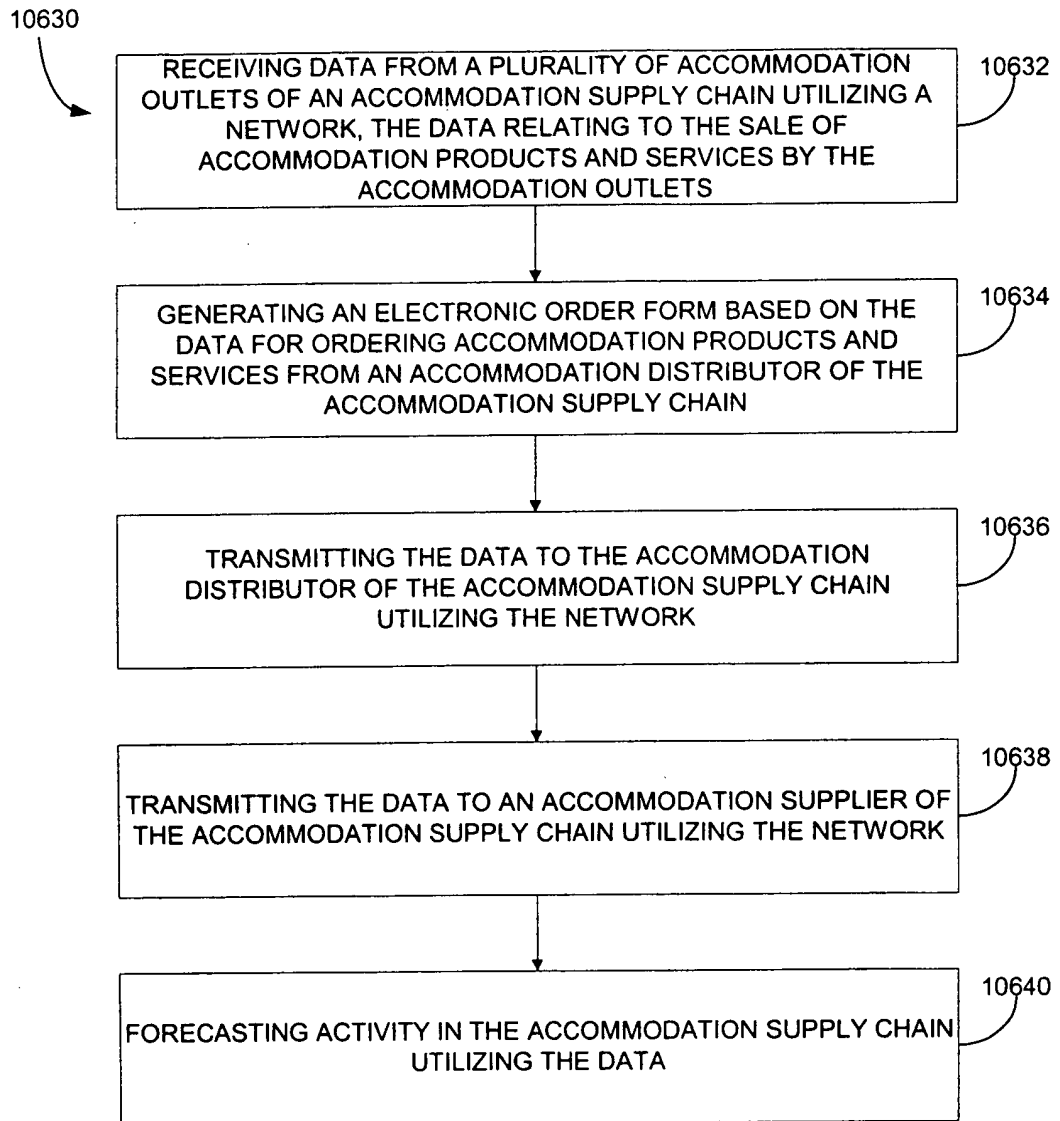 10630
RECEIVING DATA FROM A PLURALITY OF ACCOMMODATION
OUTLETS OF AN ACCOMMODATION SUPPLY CHAIN UTILIZING A
NETWORK, THE DATA RELATING TO THE SALE OF
ACCOMMODATION PRODUCTS AND SERVICES BY THE
ACCOMMODATION OUTLETS
10632
GENERATING AN ELECTRONIC ORDER FORM BASED ON THE
DATA FOR ORDERING ACCOMMODATION PRODUCTS AND
SERVICES FROM AN ACCOMMODATION DISTRIBUTOR OF THE
ACCOMMODATION SUPPLY CHAIN
10634
TRANSMITTING THE DATA TO THE ACCOMMODATION
DISTRIBUTOR OF THE ACCOMMODATION SUPPLY CHAIN
UTILIZING THE NETWORK
10636
TRANSMITTING THE DATA TO AN ACCOMMODATION SUPPLIER OF
THE ACCOMMODATION SUPPLY CHAIN UTILIZING THE NETWORK
10638
FORECASTING ACTIVITY IN THE ACCOMMODATION SUPPLY CHAIN
UTILIZING THE DATA
10640